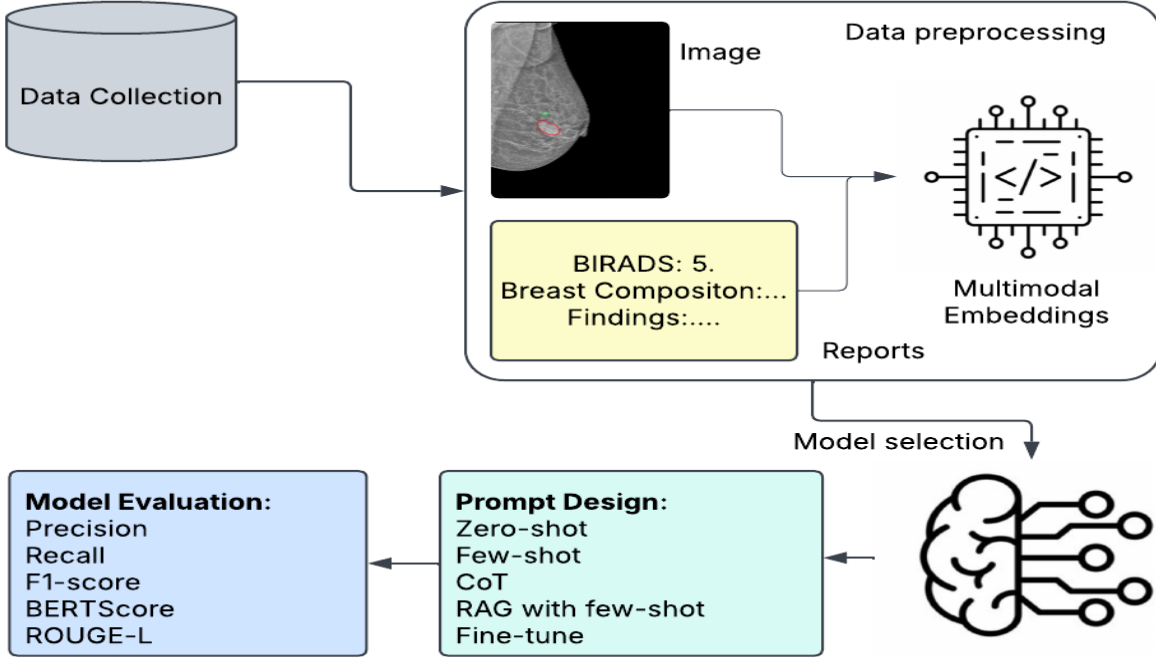 Data Collection
Image
Data preprocessing
</>
BIRADS: 5.
Breast Compositon:...
Findings:....
Multimodal
Embeddings
Reports
Model selection
Model Evaluation:
Precision
Recall
F1-score
BERTScore
ROUGE-L
Prompt Design:
Zero-shot
Few-shot
CoT
RAG with few-shot
Fine-tune